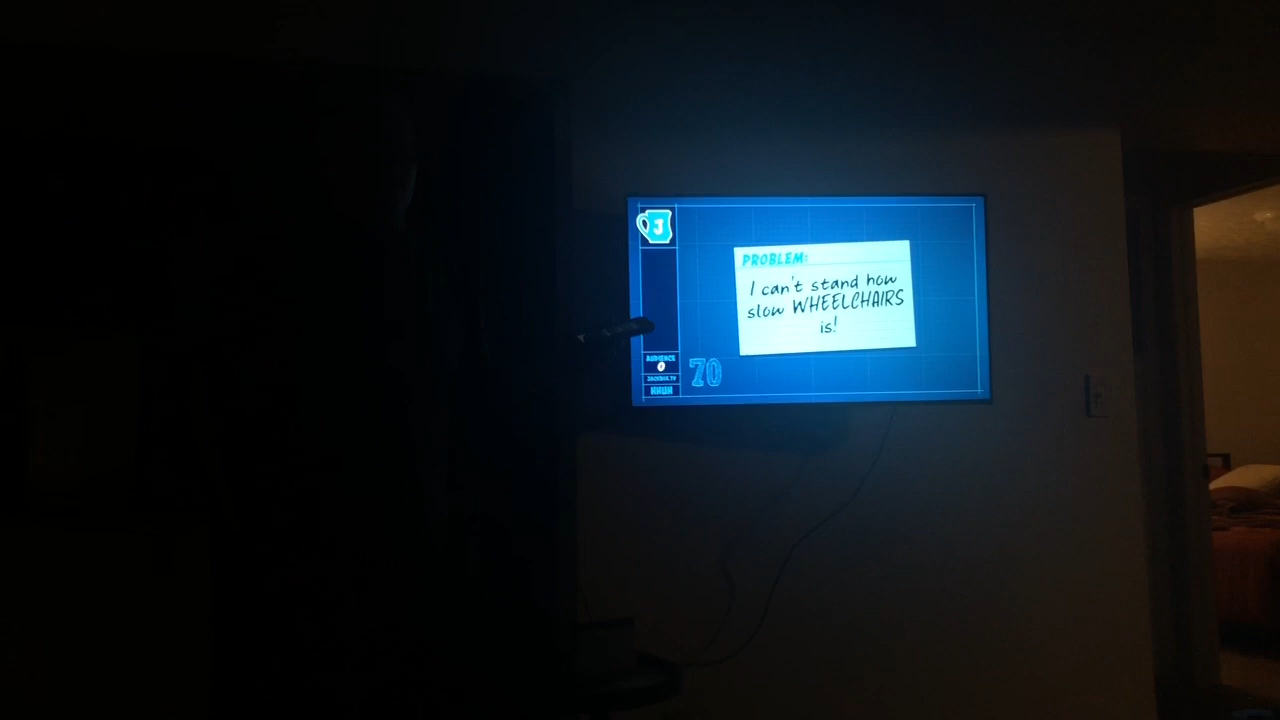 J
PROBLEM:
I can't stand how
slow WHEELCHAIRS
is!
AUDIENCE
0
JACKBOX.TV
70